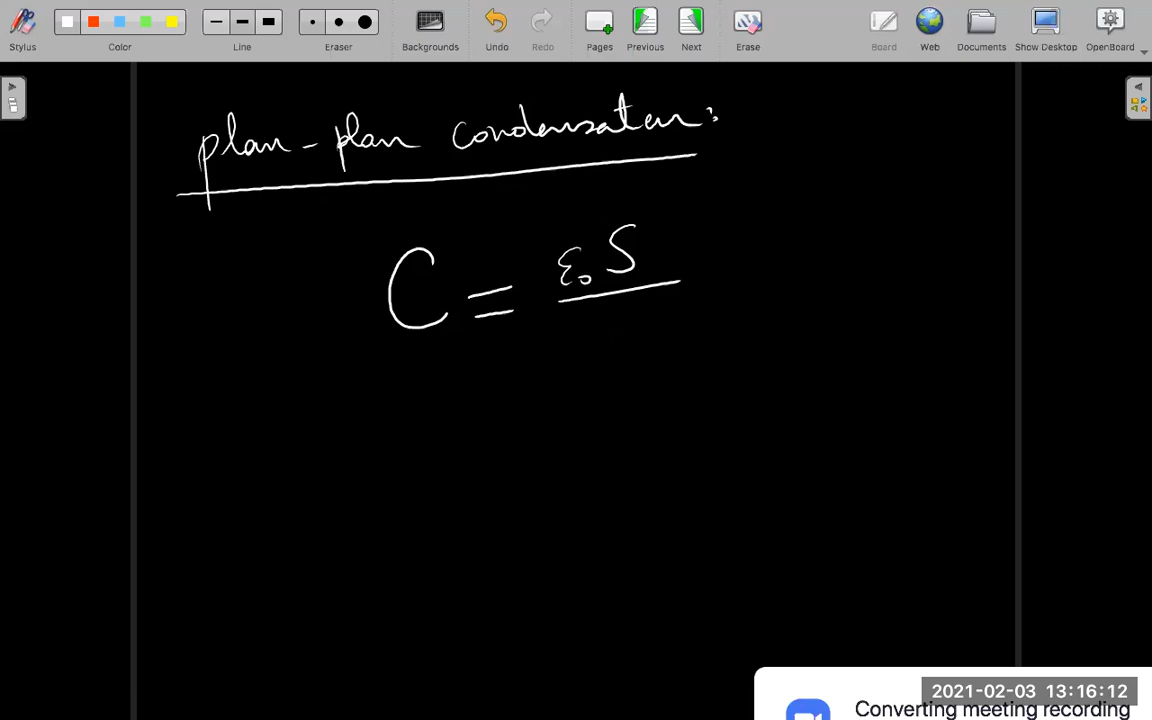 Stylus Color Line Eraser Backgrounds Undo Redo Pages Previous Next Erase Board Web Documents Show Desktop OpenBoard
plan - plan condensateur :
C = ε₀ S
2021-02-03 13:16:12
Converting meeting recording